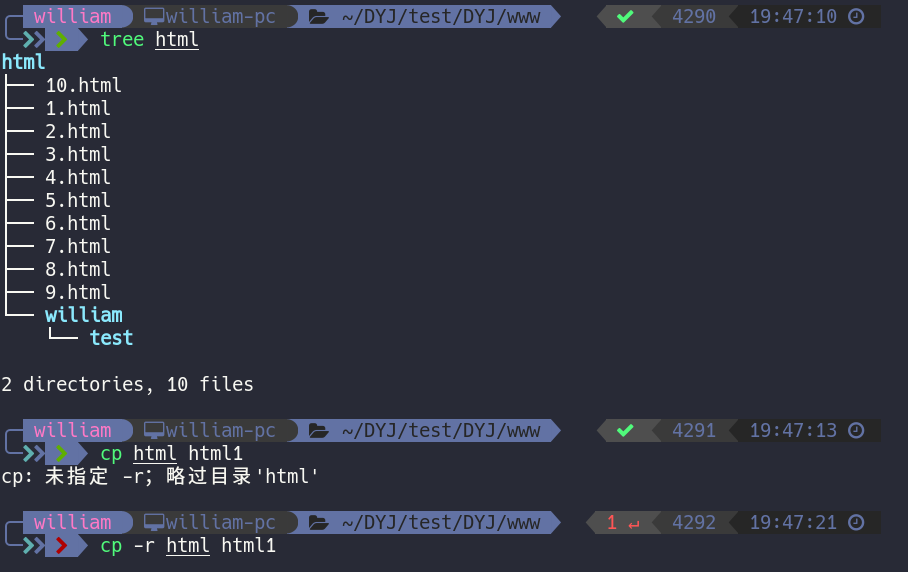 william william-pc ~/DYJ/test/DYJ/www ✔ 4290 19:47:10
tree html
html
├── 10.html
├── 1.html
├── 2.html
├── 3.html
├── 4.html
├── 5.html
├── 6.html
├── 7.html
├── 8.html
├── 9.html
└── william
    └── test
2 directories, 10 files
william william-pc ~/DYJ/test/DYJ/www ✔ 4291 19:47:13
cp html html1
cp: 未指定 -r；略过目录'html'
william william-pc ~/DYJ/test/DYJ/www 1 ↵ 4292 19:47:21
cp -r html html1